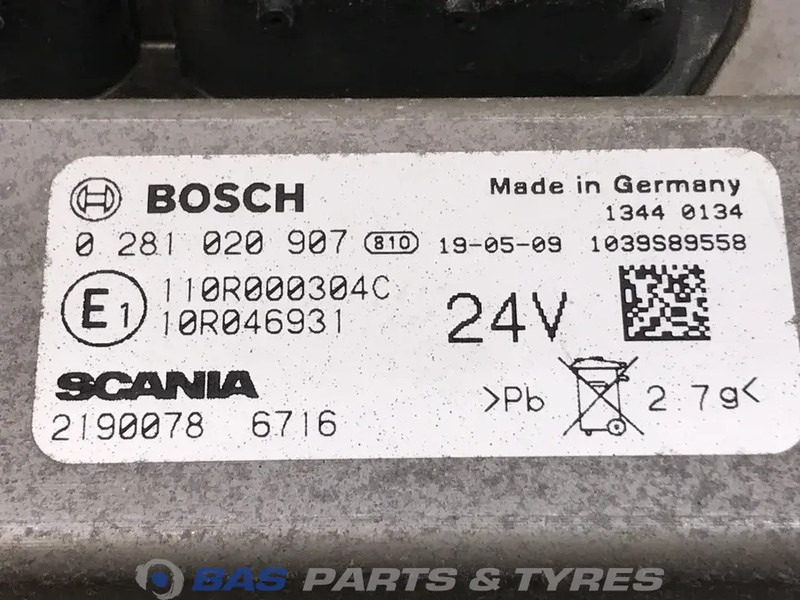 BOSCH Made in Germany
1344 0134
0 281 020 907 810 19-05-09 1039S89558
E1 110R000304C
10R046931 24V
SCANIA >Pb 2.7g<
2190078 6716
BAS PARTS & TYRES